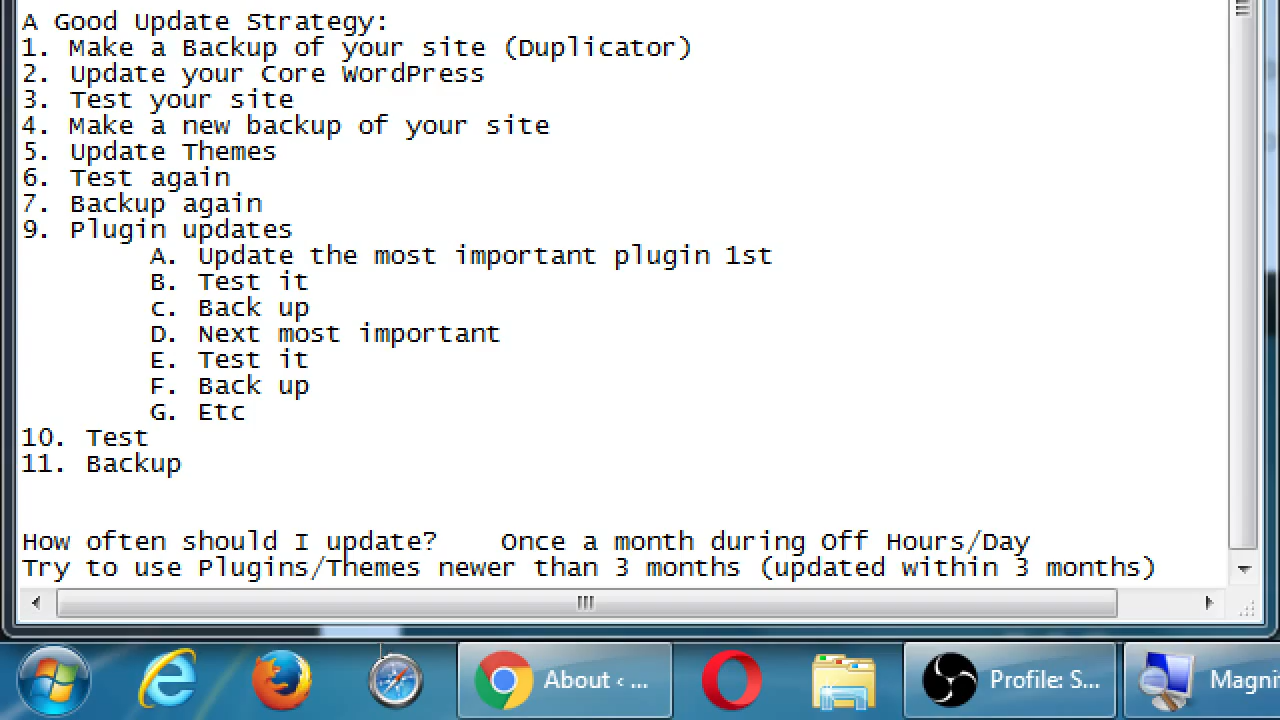 A Good Update Strategy:
1. Make a Backup of your site (Duplicator)
2. Update your Core WordPress
3. Test your site
4. Make a new backup of your site
5. Update Themes
6. Test again
7. Backup again
9. Plugin updates
A. Update the most important plugin 1st
B. Test it
C. Back up
D. Next most important
E. Test it
F. Back up
G. Etc
10. Test
11. Backup
How often should I update?    Once a month during Off Hours/Day
Try to use Plugins/Themes newer than 3 months (updated within 3 months)
About ‹ ...
Profile: S...
Magni